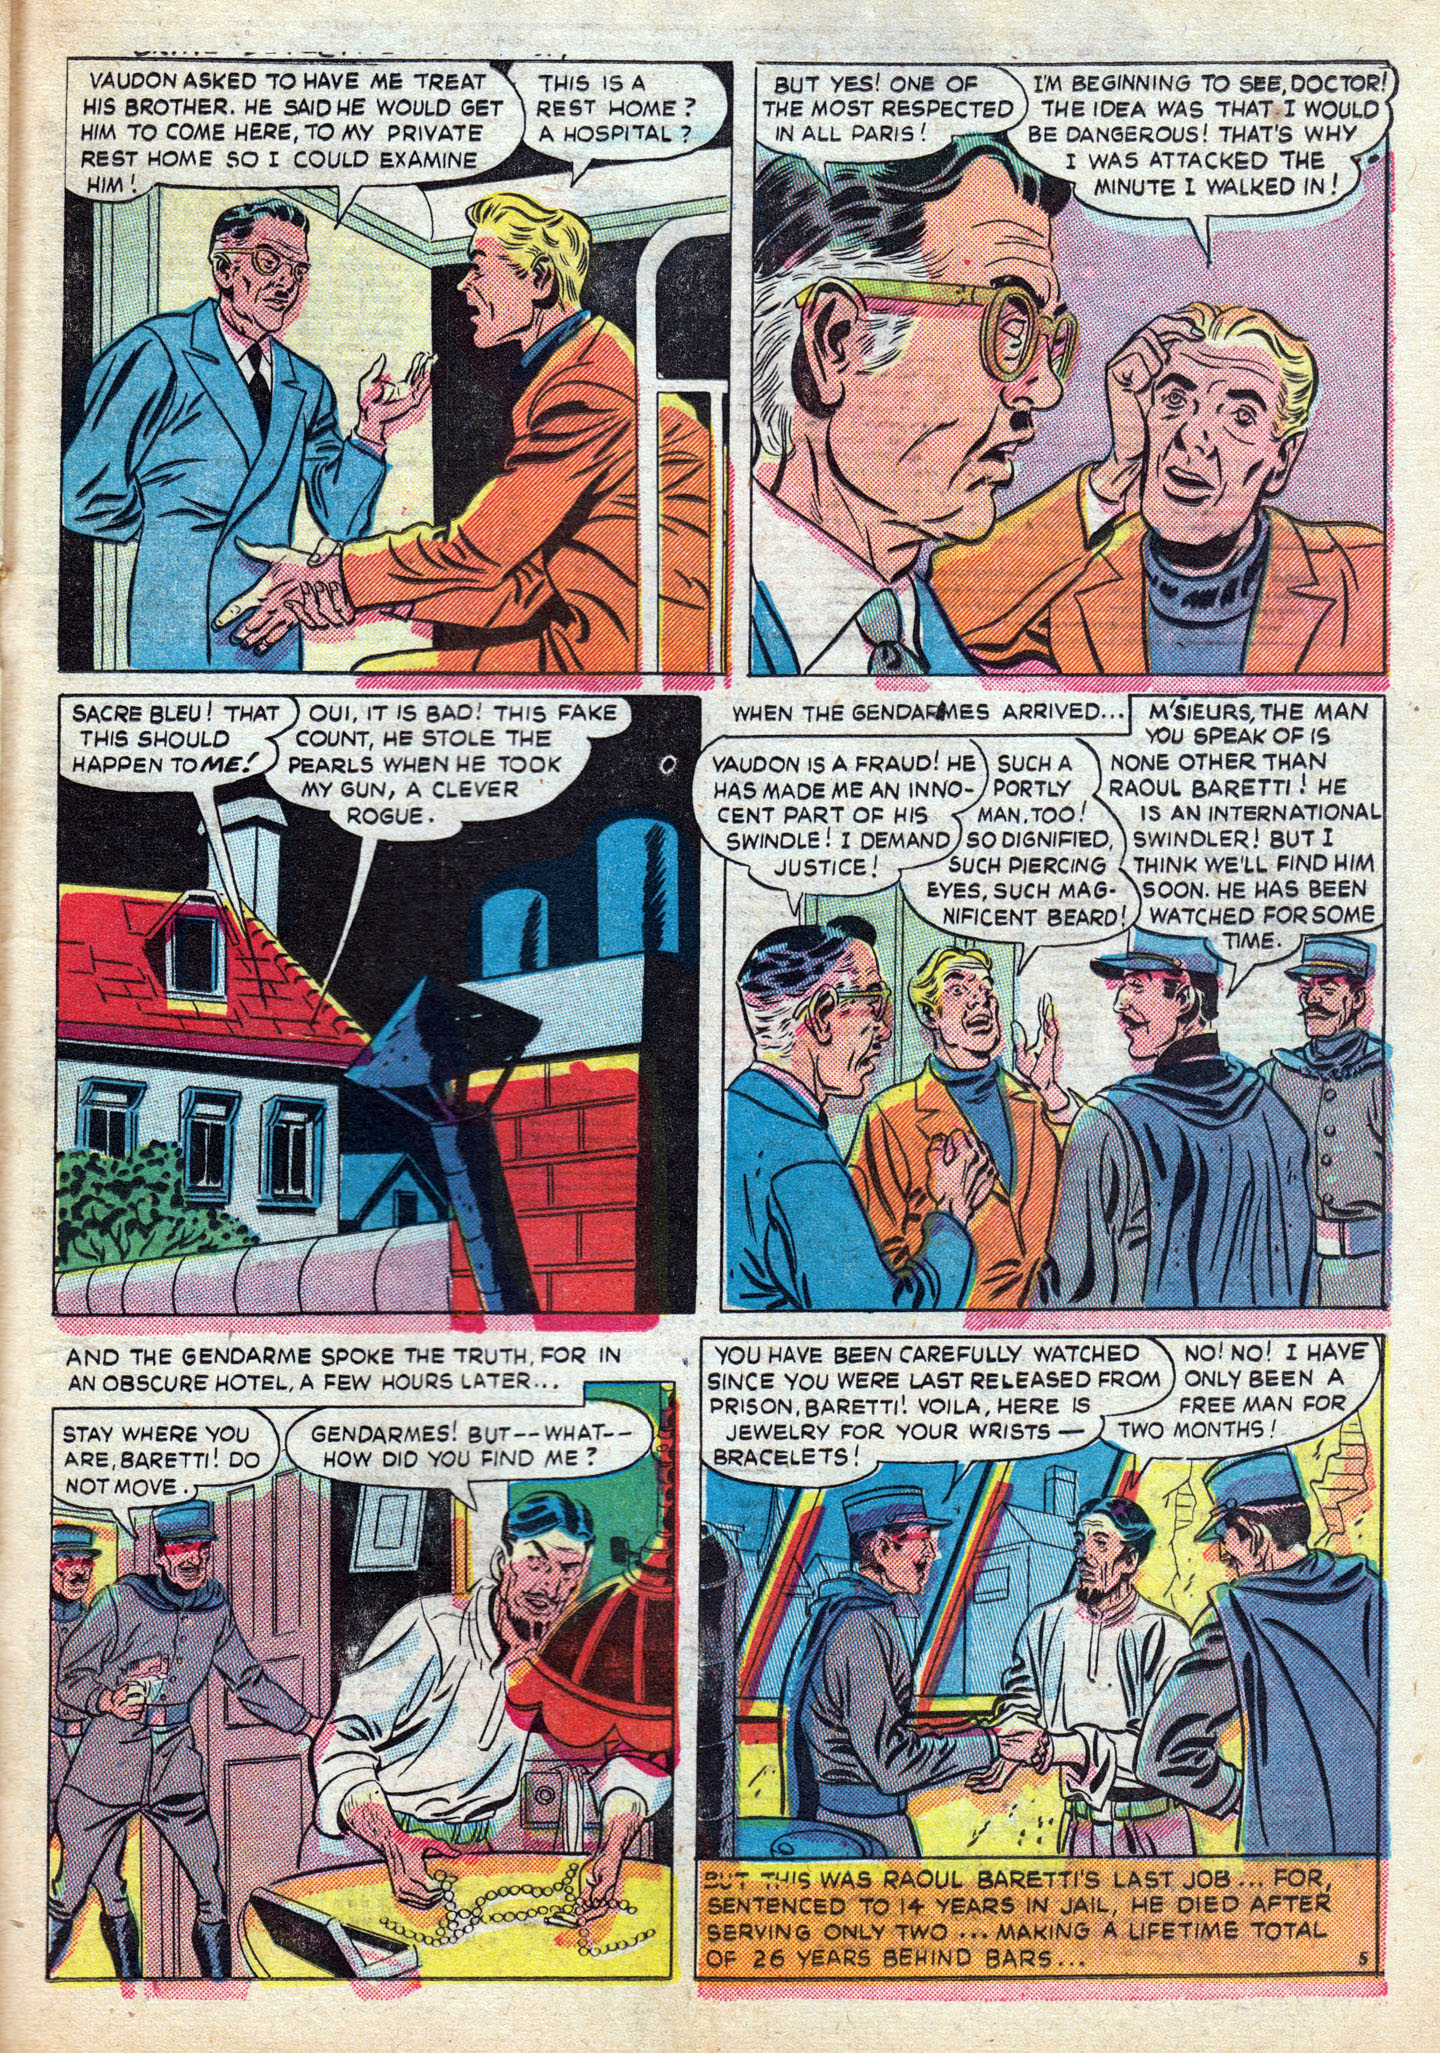 VAUDON ASKED TO HAVE ME TREAT
HIS BROTHER. HE SAID HE WOULD GET
HIM TO COME HERE, TO MY PRIVATE
REST HOME SO I COULD EXAMINE
HIM!
THIS IS A
REST HOME?
A HOSPITAL?
BUT YES! ONE OF
THE MOST RESPECTED
IN ALL PARIS!
I'M BEGINNING TO SEE, DOCTOR!
THE IDEA WAS THAT I WOULD
BE DANGEROUS! THAT'S WHY
I WAS ATTACKED THE
MINUTE I WALKED IN!
SACRE BLEU! THAT
THIS SHOULD
HAPPEN TO ME!
OUI, IT IS BAD! THIS FAKE
COUNT, HE STOLE THE
PEARLS WHEN HE TOOK
MY GUN, A CLEVER
ROGUE.
WHEN THE GENDARMES ARRIVED...
VAUDON IS A FRAUD! HE
HAS MADE ME AN INNO-
CENT PART OF HIS
SWINDLE! I DEMAND
JUSTICE!
SUCH A
PORTLY
MAN, TOO!
SO DIGNIFIED,
SUCH PIERCING
EYES, SUCH MAG-
NIFICENT BEARD!
M'SIEURS, THE MAN
YOU SPEAK OF IS
NONE OTHER THAN
RAOUL BARETTI! HE
IS AN INTERNATIONAL
SWINDLER! BUT I
THINK WE'LL FIND HIM
SOON. HE HAS BEEN
WATCHED FOR SOME
TIME.
AND THE GENDARME SPOKE THE TRUTH, FOR IN
AN OBSCURE HOTEL, A FEW HOURS LATER...
STAY WHERE YOU
ARE, BARETTI! DO
NOT MOVE.
GENDARMES! BUT--WHAT--
HOW DID YOU FIND ME?
YOU HAVE BEEN CAREFULLY WATCHED
SINCE YOU WERE LAST RELEASED FROM
PRISON, BARETTI! VOILA, HERE IS
JEWELRY FOR YOUR WRISTS —
BRACELETS!
NO! NO! I HAVE
ONLY BEEN A
FREE MAN FOR
TWO MONTHS!
BUT THIS WAS RAOUL BARETTI'S LAST JOB... FOR,
SENTENCED TO 14 YEARS IN JAIL, HE DIED AFTER
SERVING ONLY TWO ... MAKING A LIFETIME TOTAL
OF 26 YEARS BEHIND BARS...
5